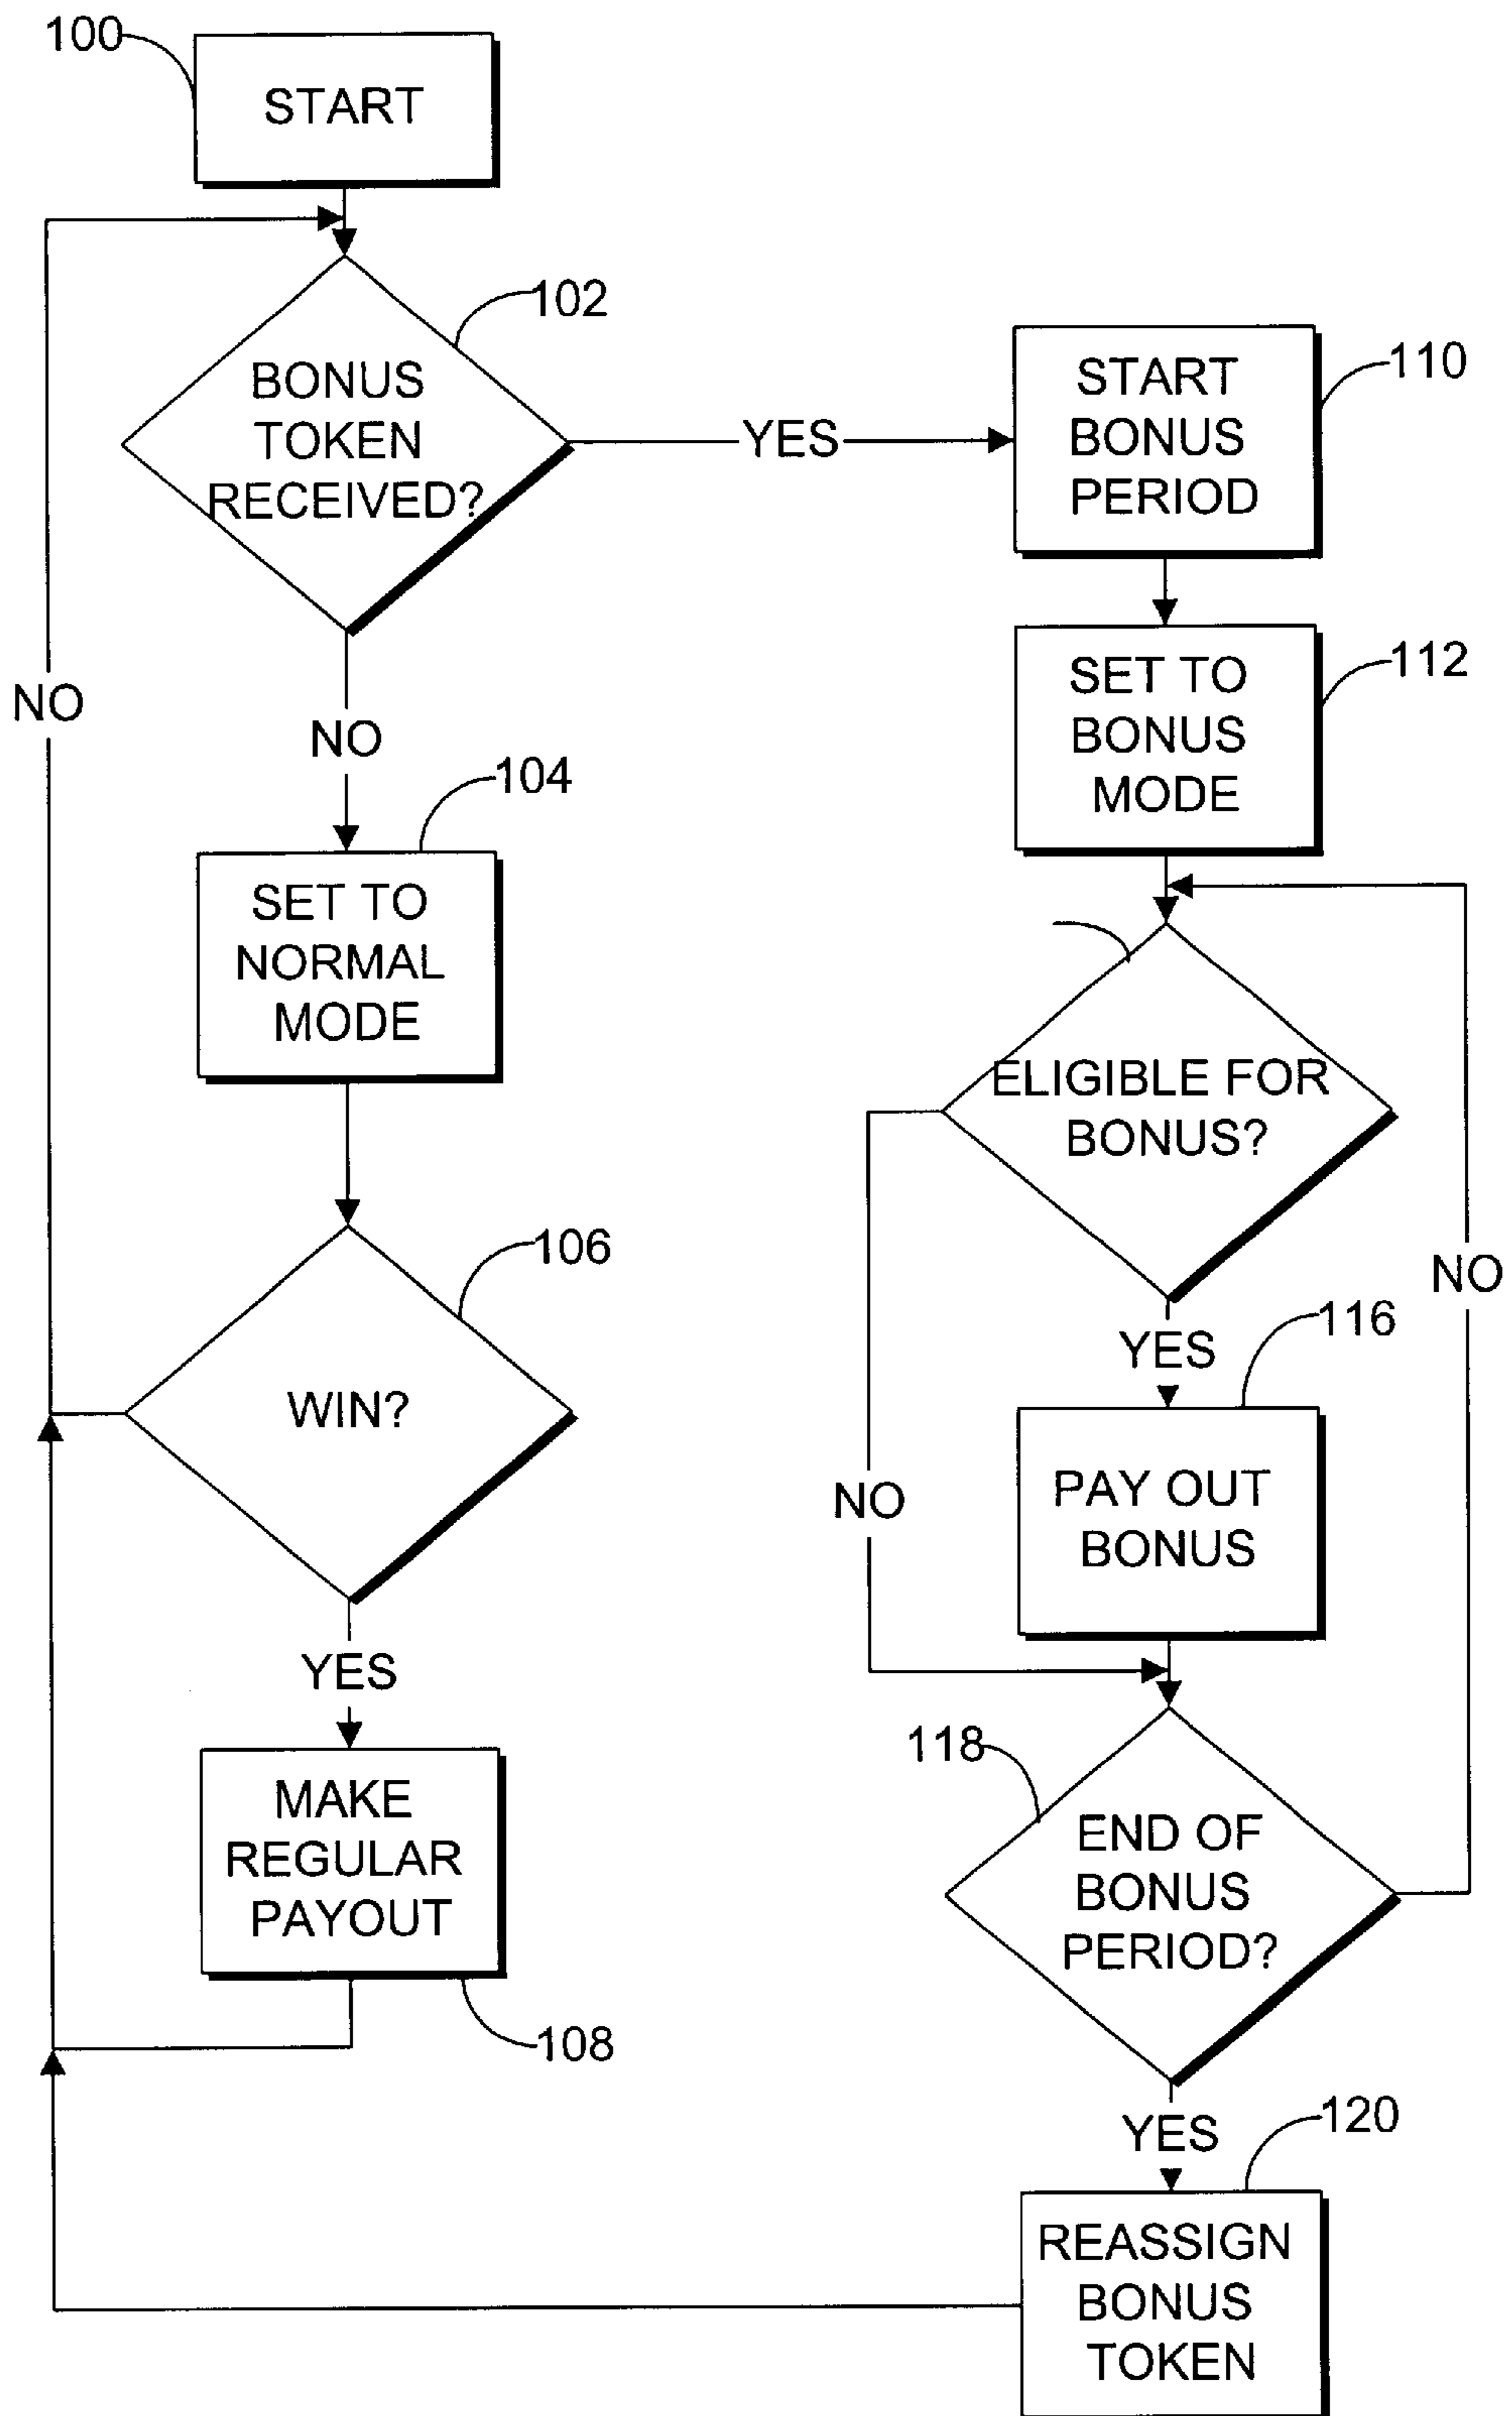 100
START
102
BONUS
TOKEN
RECEIVED?
YES
NO
NO
104
SET TO
NORMAL
MODE
106
WIN?
YES
MAKE
REGULAR
PAYOUT
108
START
BONUS
PERIOD
110
SET TO
BONUS
MODE
112
ELIGIBLE FOR
BONUS?
NO
YES
NO
116
PAY OUT
BONUS
118
END OF
BONUS
PERIOD?
YES
120
REASSIGN
BONUS
TOKEN